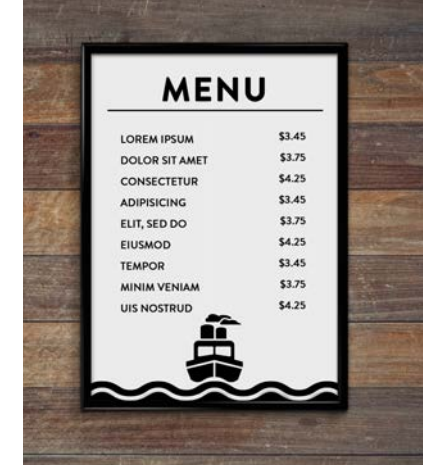 MENU
LOREM IPSUM $3.45
DOLOR SIT AMET $3.75
CONSECTETUR $4.25
ADIPISICING $3.45
ELIT, SED DO $3.75
EIUSMOD $4.25
TEMPOR $3.45
MINIM VENIAM $3.75
UIS NOSTRUD $4.25